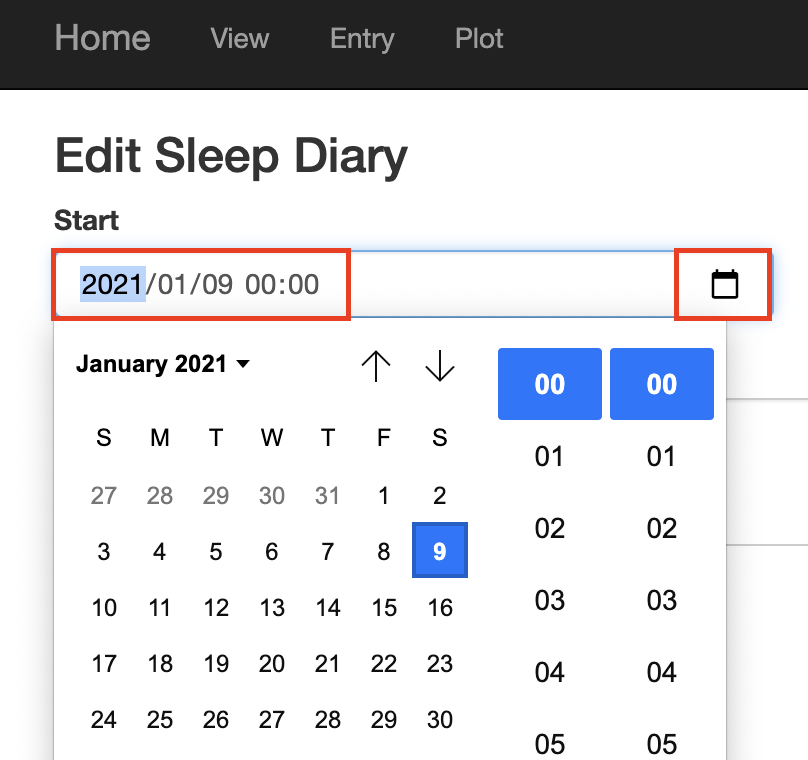 Home View Entry Plot
Edit Sleep Diary
Start
2021/01/09 00:00
January 2021
S M T W T F S
27 28 29 30 31 1 2
3 4 5 6 7 8 9
10 11 12 13 14 15 16
17 18 19 20 21 22 23
24 25 26 27 28 29 30
00 00
01 01
02 02
03 03
04 04
05 05